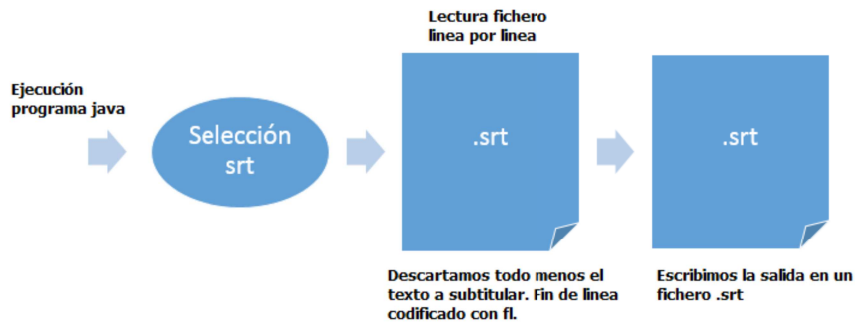 Ejecución
programa java
Selección
srt
Lectura fichero
linea por linea
.srt
Descartamos todo menos el
texto a subtitular. Fin de linea
codificado con fl.
.srt
Escribimos la salida en un
fichero .srt